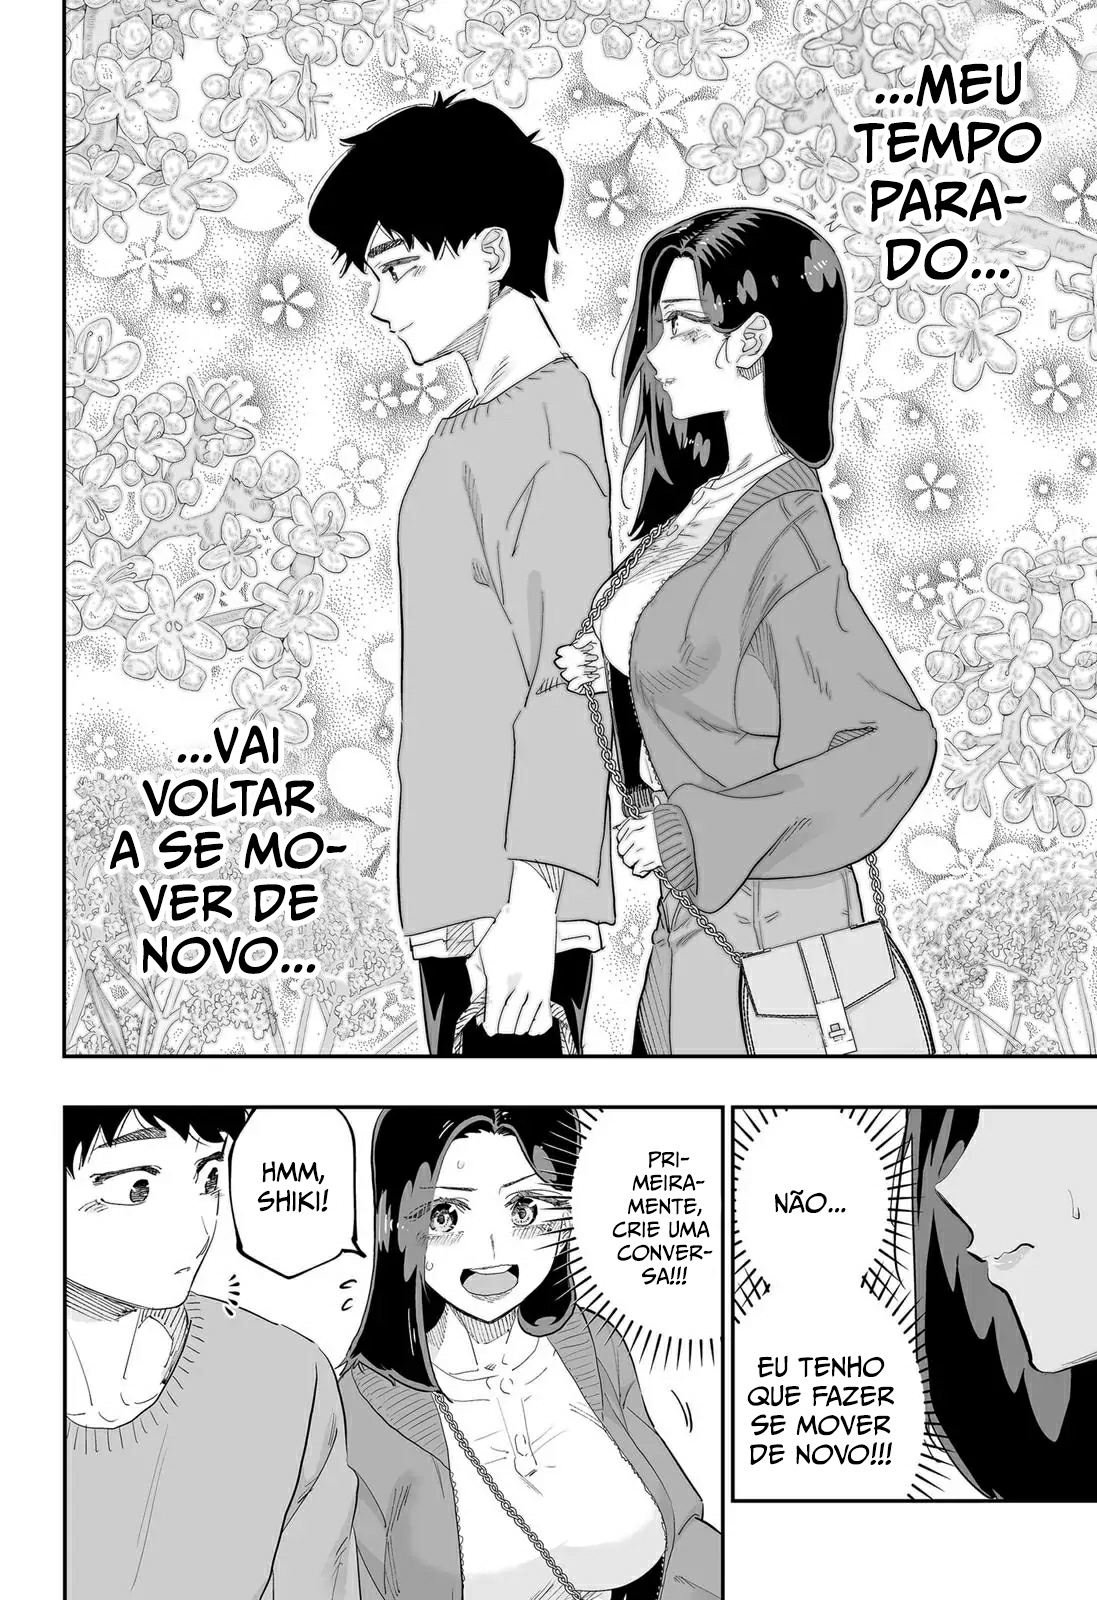 ...MEU
TEMPO
PARA-
DO...
...VAI
VOLTAR
A SE MO-
VER DE
NOVO...
NÃO...
EU TENHO
QUE FAZER
SE MOVER
DE NOVO!!!
PRI-
MEIRA-
MENTE,
CRIE UMA
CONVER-
SA!!!
HMM,
SHIKI!